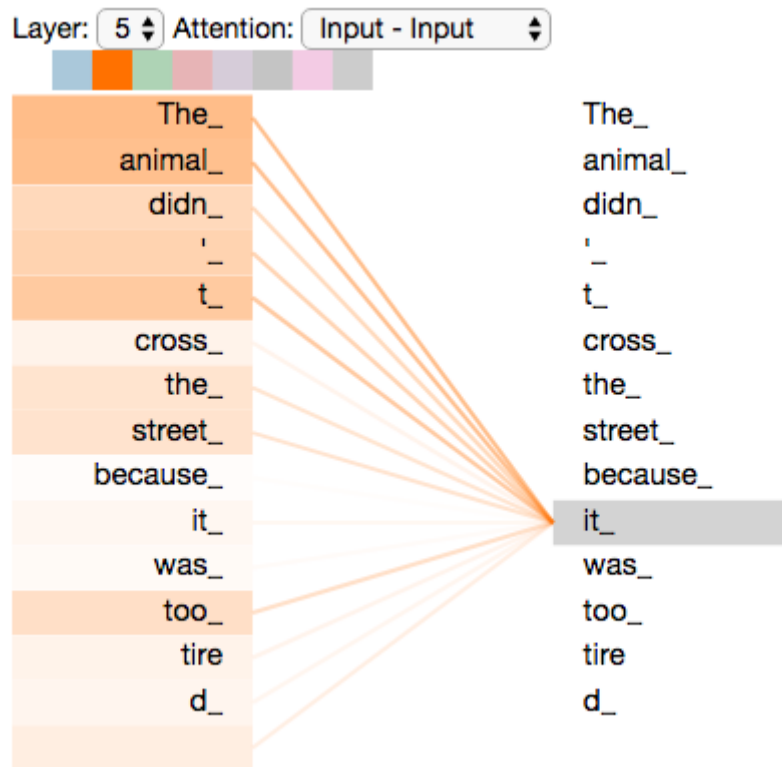 Layer: 5 Attention: Input - Input
The_ The_
animal_ animal_
didn_ didn_
'_ '_
t_ t_
cross_ cross_
the_ the_
street_ street_
because_ because_
it_ it_
was_ was_
too_ too_
tire tire
d_ d_